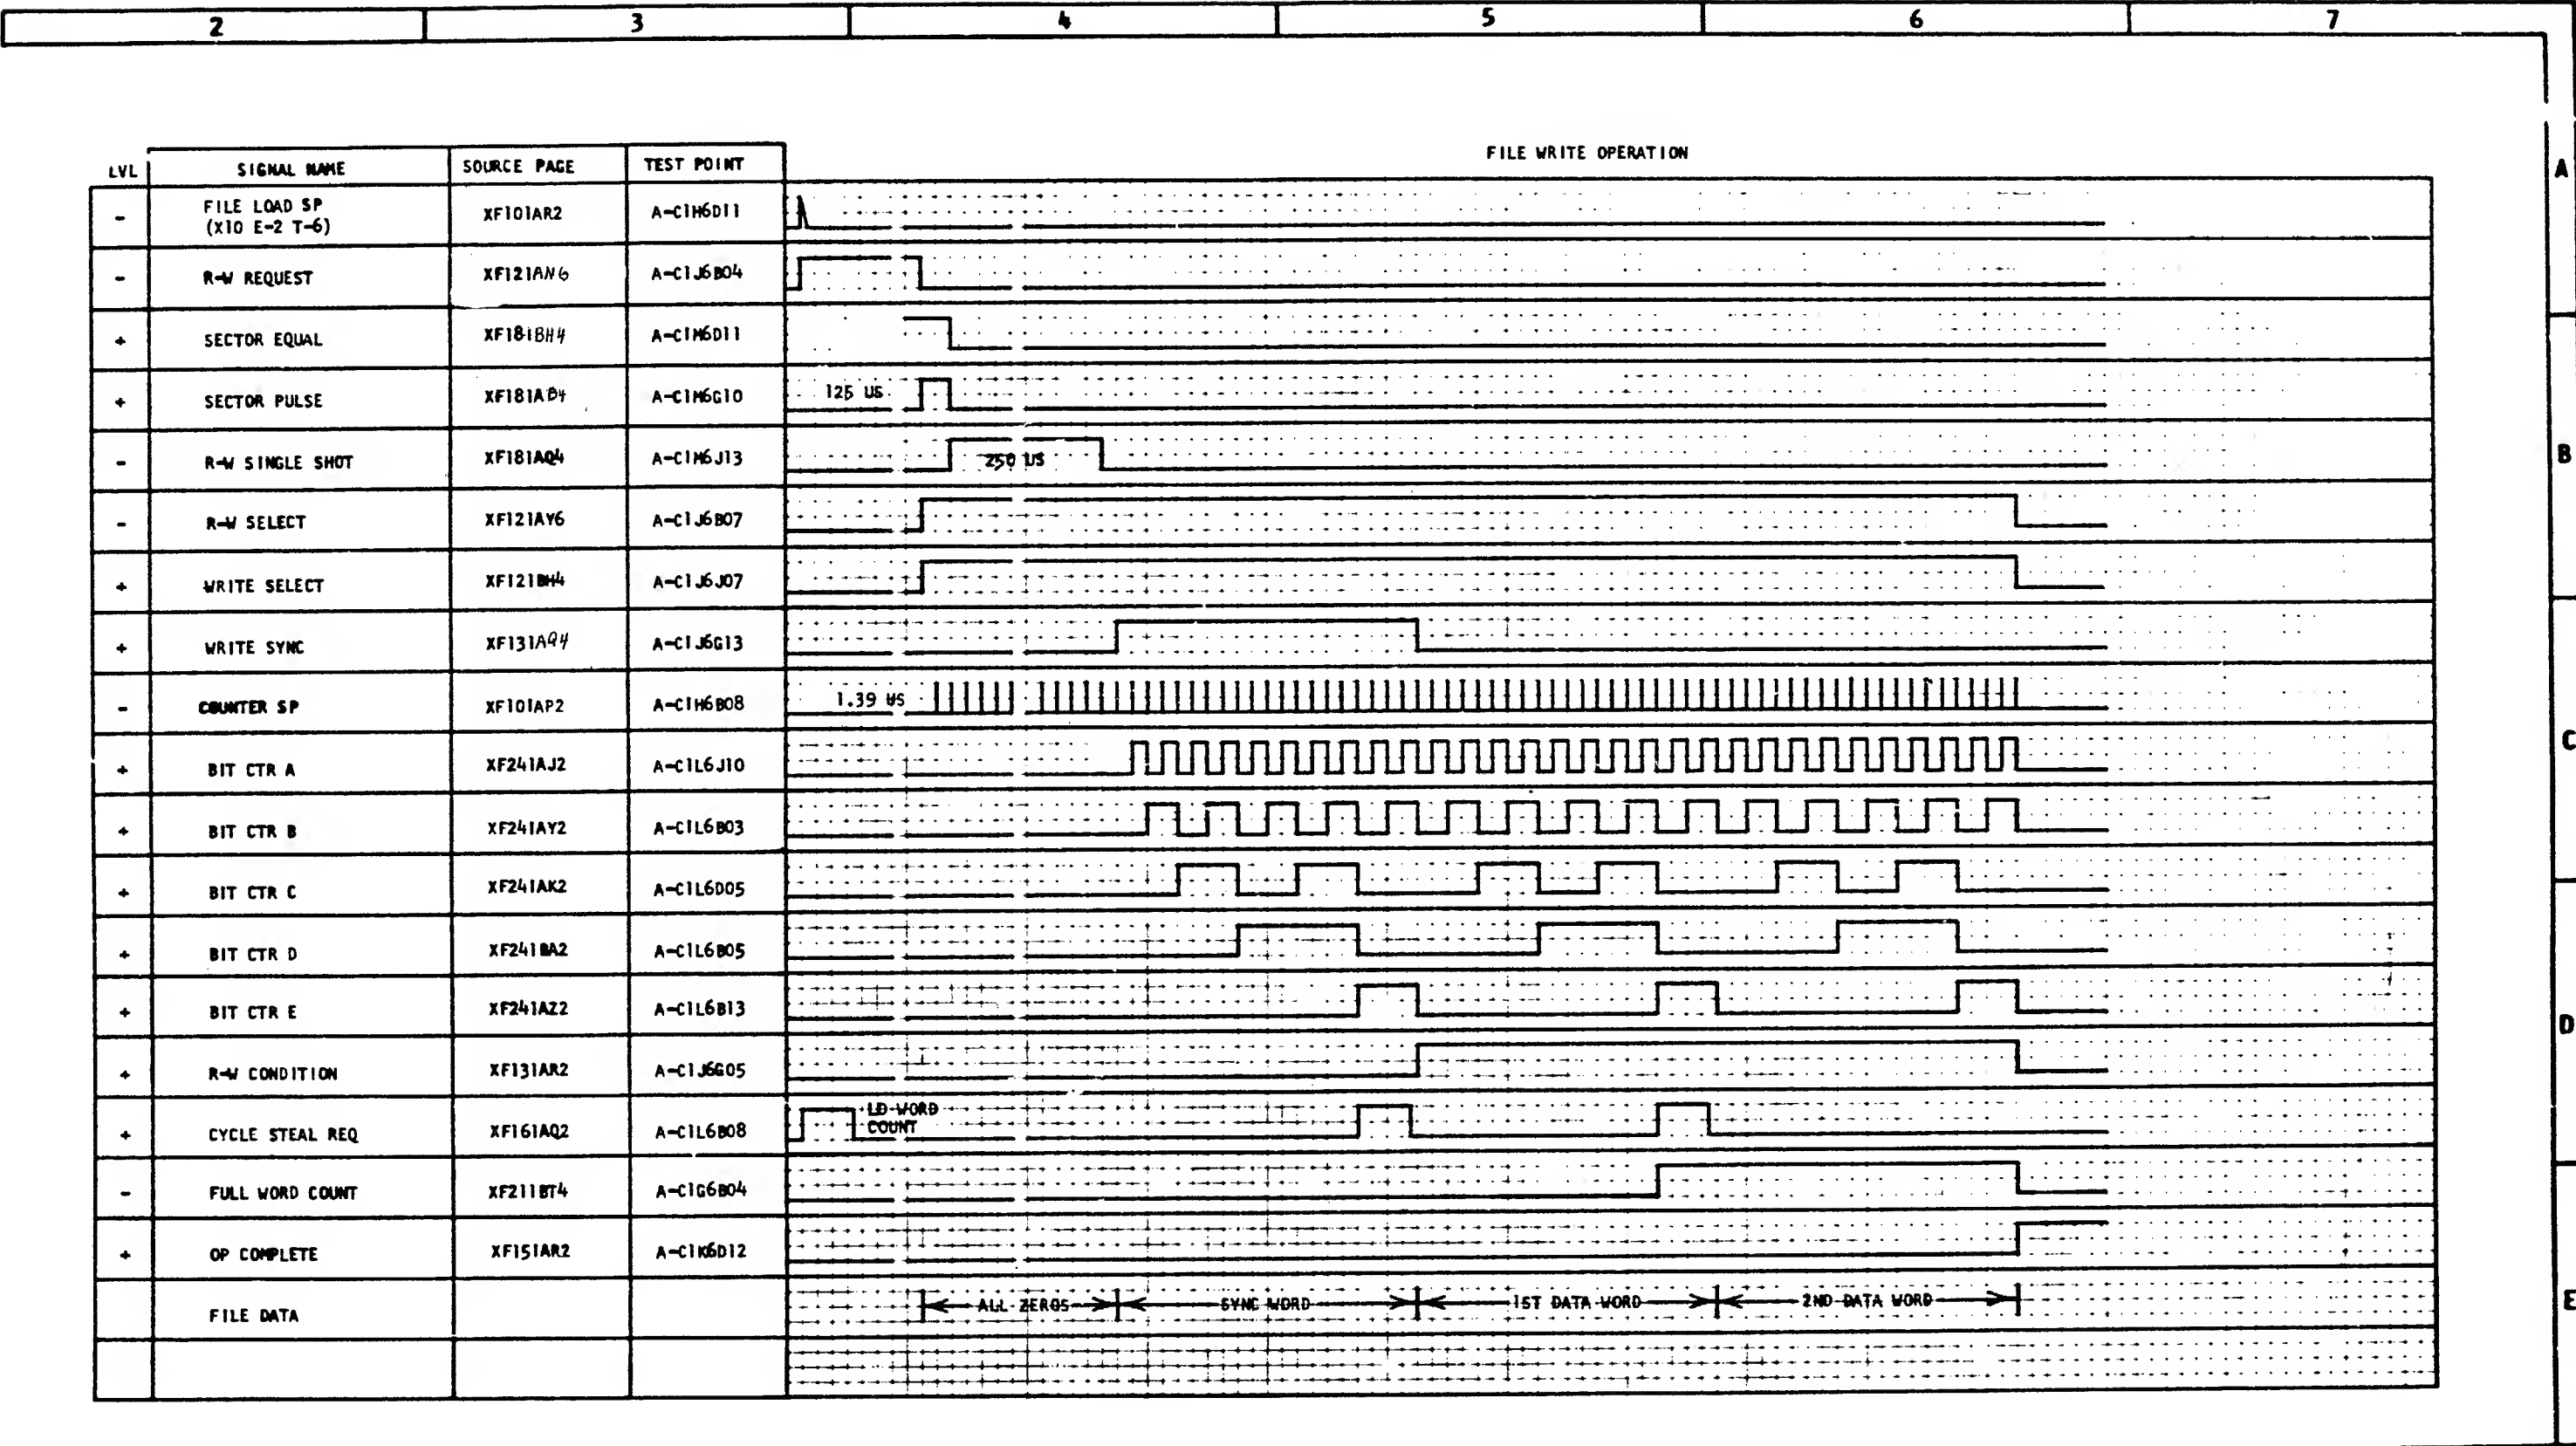 2 3 4 5 6 7
FILE WRITE OPERATION
LVL SIGNAL NAME SOURCE PAGE TEST POINT
A
- FILE LOAD SP XF101AR2 A-C1H6D11
(X10 E-2 T-6)
- R-W REQUEST XF121AN6 A-C1J6B04
+ SECTOR EQUAL XF181BH4 A-C1M6D11
+ SECTOR PULSE XF181AB4 A-C1M6G10 125 US
B
- R-W SINGLE SHOT XF181AQ4 A-C1M6J13 250 US
- R-W SELECT XF121AY6 A-C1J6B07
+ WRITE SELECT XF121BH4 A-C1J6J07
+ WRITE SYNC XF131AQ4 A-C1J6G13
- COUNTER SP XF101AP2 A-C1H6B08 1.39 US
C
+ BIT CTR A XF241AJ2 A-C1L6J10
+ BIT CTR B XF241AY2 A-C1L6B03
+ BIT CTR C XF241AK2 A-C1L6D05
+ BIT CTR D XF241BA2 A-C1L6B05
+ BIT CTR E XF241AZ2 A-C1L6B13
D
+ R-W CONDITION XF131AR2 A-C1J6G05
+ CYCLE STEAL REQ XF161AQ2 A-C1L6B08 LD WORD
COUNT
- FULL WORD COUNT XF211BT4 A-C1G6B04
+ OP COMPLETE XF151AR2 A-C1K6D12
FILE DATA ALL ZEROS SYNC WORD 1ST DATA WORD 2ND DATA WORD
E